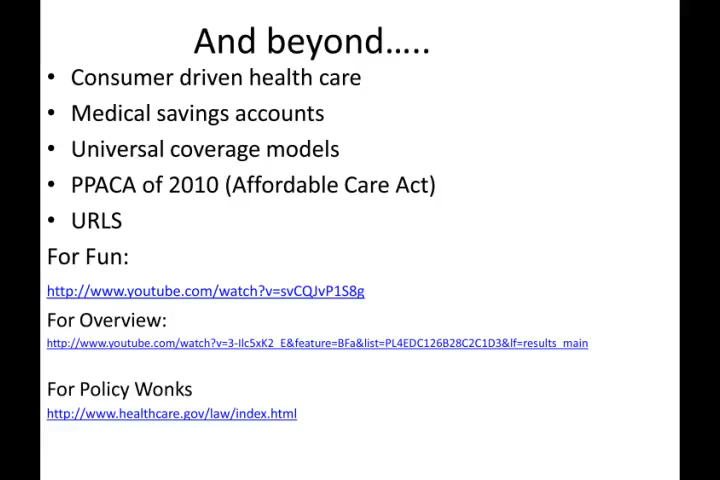 And beyond…..
• Consumer driven health care
• Medical savings accounts
• Universal coverage models
• PPACA of 2010 (Affordable Care Act)
• URLS
For Fun:
http://www.youtube.com/watch?v=svCQJvP1S8g
For Overview:
http://www.youtube.com/watch?v=3-Ilc5xK2_E&feature=BFa&list=PL4EDC126B28C2C1D3&lf=results_main
For Policy Wonks
http://www.healthcare.gov/law/index.html